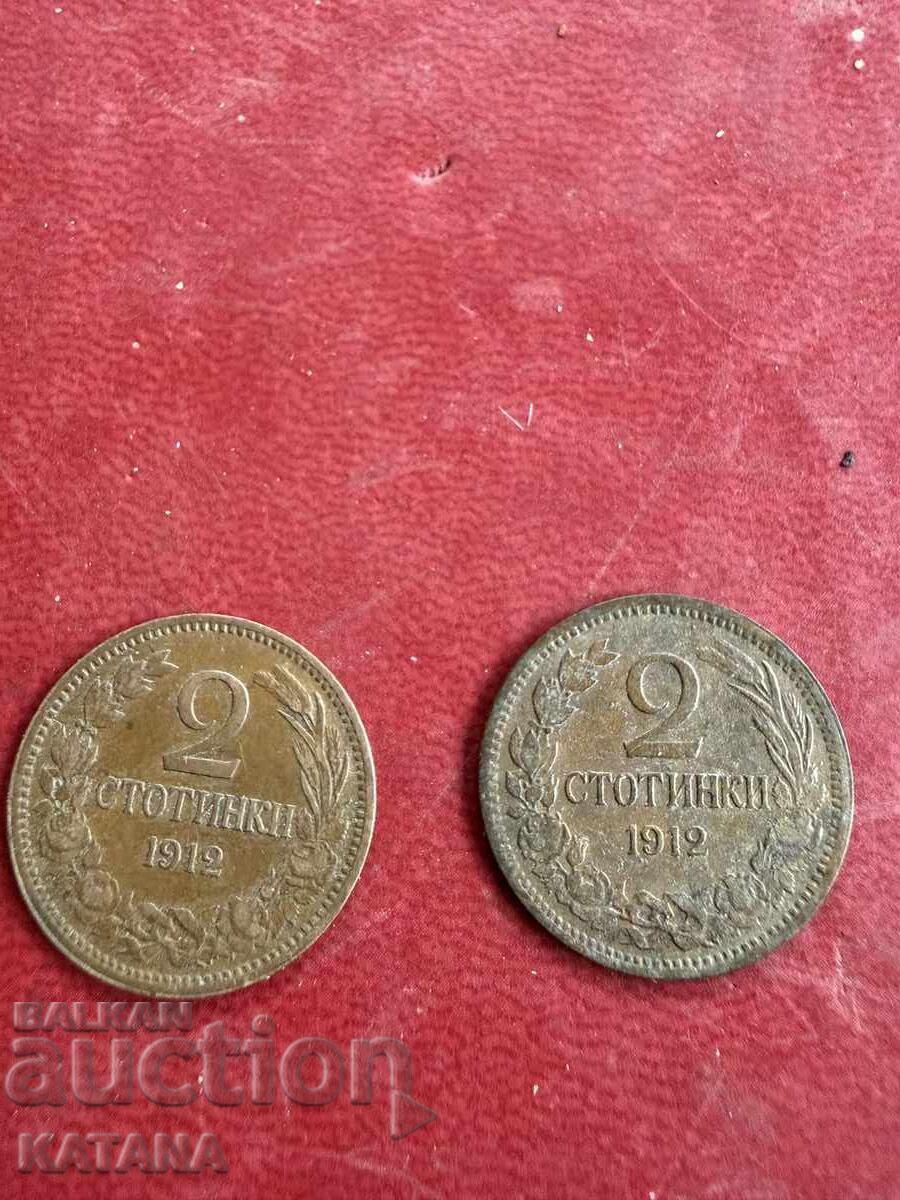 2
СТОТИНКИ
1912
2
СТОТИНКИ
1912
BALKAN
auction
KATANA